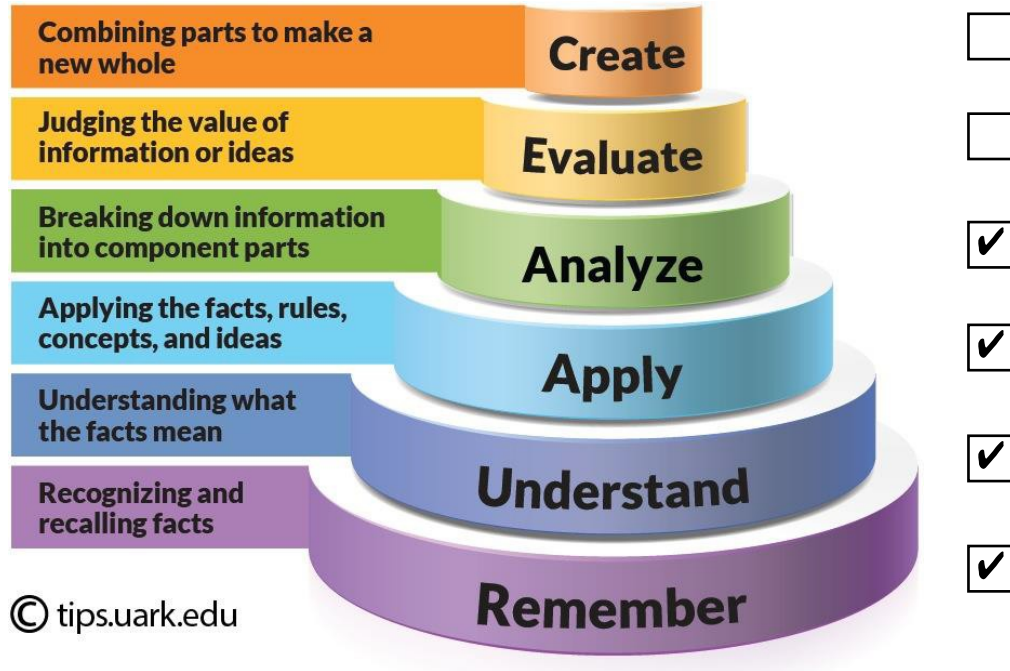 Combining parts to make a
new whole
Create
Judging the value of
information or ideas
Evaluate
Breaking down information
into component parts
Analyze
✔
Applying the facts, rules,
concepts, and ideas
Apply
✔
Understanding what
the facts mean
Understand
✔
Recognizing and
recalling facts
Remember
✔
© tips.uark.edu